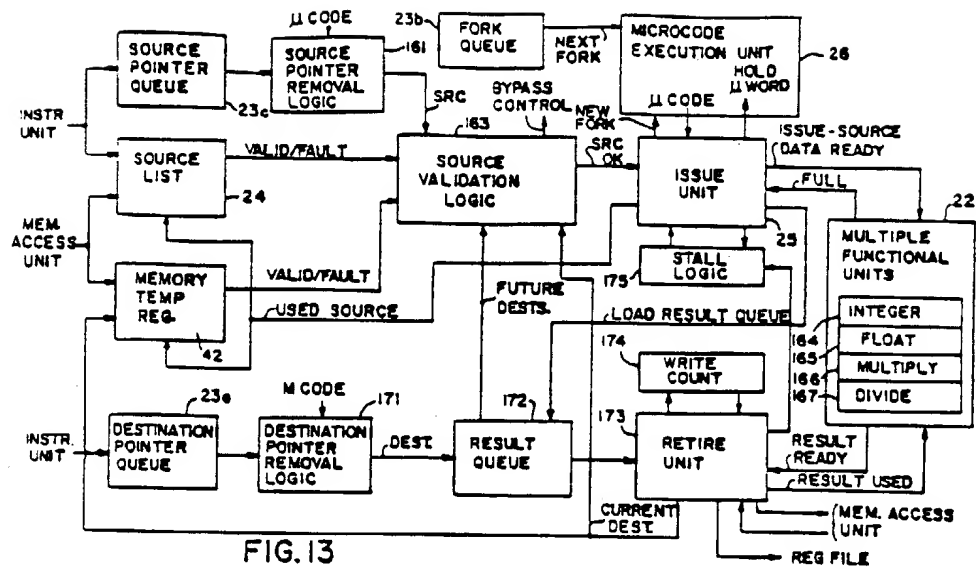 SOURCE
POINTER
QUEUE
23c
μ CODE
SOURCE
POINTER
REMOVAL
LOGIC
161
23b
FORK
QUEUE
NEXT
FORK
MICROCODE
EXECUTION
UNIT
HOLD
μ WORD
26
INSTR
UNIT
SRC
BYPASS
CONTROL
NEW
FORK
μ CODE
ISSUE-SOURCE
DATA READY
SOURCE
LIST
24
VALID/FAULT
163
SOURCE
VALIDATION
LOGIC
SRC
OK
ISSUE
UNIT
25
FULL
22
MEM.
ACCESS
UNIT
MEMORY
TEMP
REG.
42
VALID/FAULT
USED SOURCE
FUTURE
DESTS.
175
STALL
LOGIC
LOAD RESULT QUEUE
MULTIPLE
FUNCTIONAL
UNITS
164
INTEGER
165
FLOAT
166
MULTIPLY
167
DIVIDE
174
WRITE
COUNT
INSTR.
UNIT
23a
DESTINATION
POINTER
QUEUE
M CODE
171
DESTINATION
POINTER
REMOVAL
LOGIC
DEST.
172
RESULT
QUEUE
173
RETIRE
UNIT
RESULT
READY
RESULT USED
CURRENT
DEST.
MEM. ACCESS
UNIT
REG FILE
FIG. 13